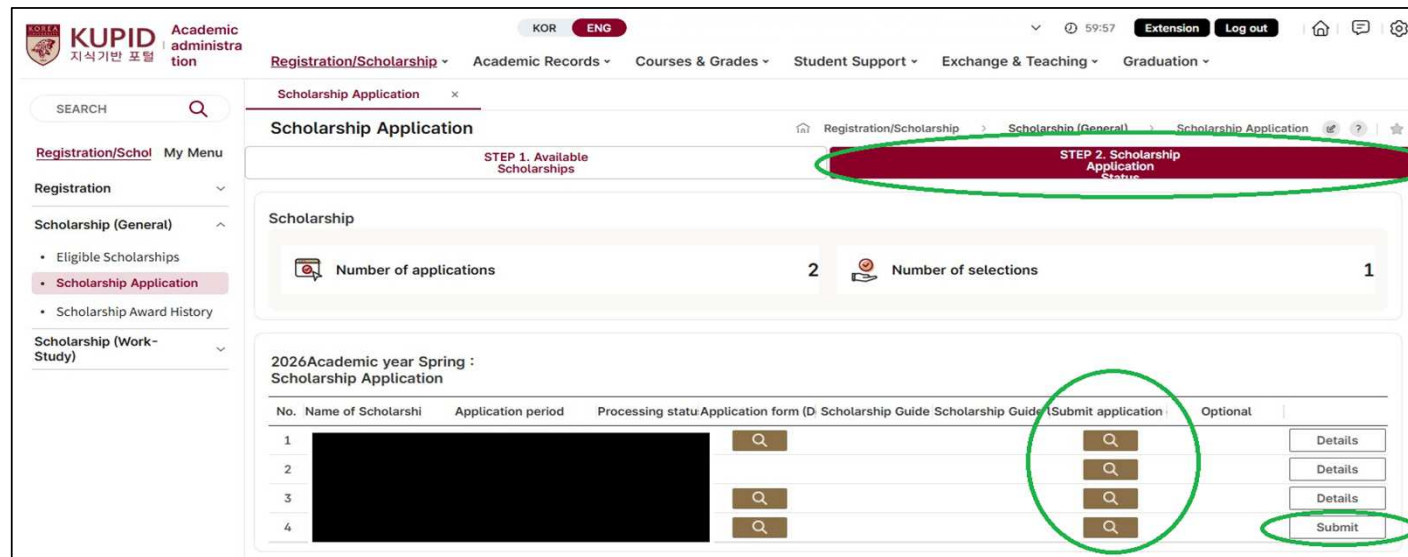 KOREA
KUPID
지식기반 포털
Academic
administra
tion
KOR ENG
59:57 Extension Log out
Registration/Scholarship Academic Records Courses & Grades Student Support Exchange & Teaching Graduation
SEARCH
Scholarship Application ×
Scholarship Application
Registration/Scholarship > Scholarship (General) > Scholarship Application ?
Registration/Schol My Menu
STEP 1. Available
Scholarships
STEP 2. Scholarship
Application
Status
Registration
Scholarship (General)
• Eligible Scholarships
• Scholarship Application
• Scholarship Award History
Scholarship (Work-
Study)
Scholarship
Number of applications 2
Number of selections 1
2026Academic year Spring :
Scholarship Application
No. Name of Scholarshi Application period Processing statu Application form (D Scholarship Guide Scholarship Guide Submit application Optional
1 Details
2 Details
3 Details
4 Submit